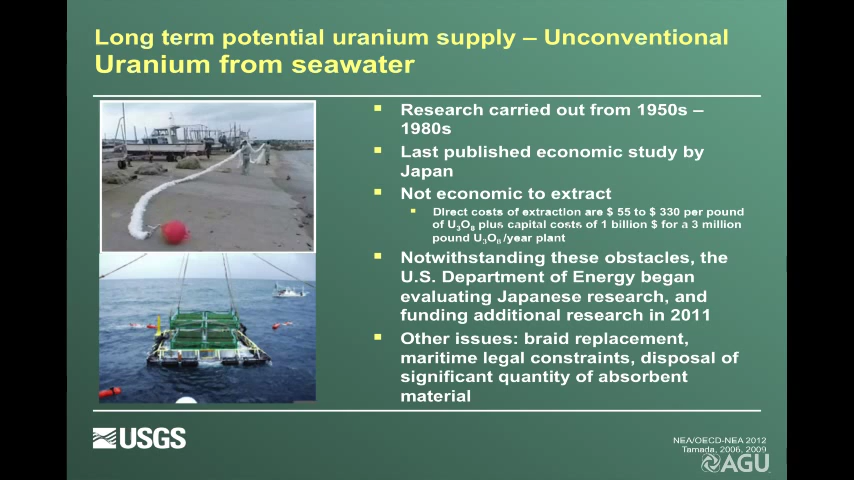 Long term potential uranium supply – Unconventional
Uranium from seawater
Research carried out from 1950s –
1980s
Last published economic study by
Japan
Not economic to extract
Direct costs of extraction are $ 55 to $ 330 per pound
of U3O8 plus capital costs of 1 billion $ for a 3 million
pound U3O8 /year plant
Notwithstanding these obstacles, the
U.S. Department of Energy began
evaluating Japanese research, and
funding additional research in 2011
Other issues: braid replacement,
maritime legal constraints, disposal of
significant quantity of absorbent
material
USGS
NEA/OECD-NEA 2012
Tamada, 2006, 2009
AGU